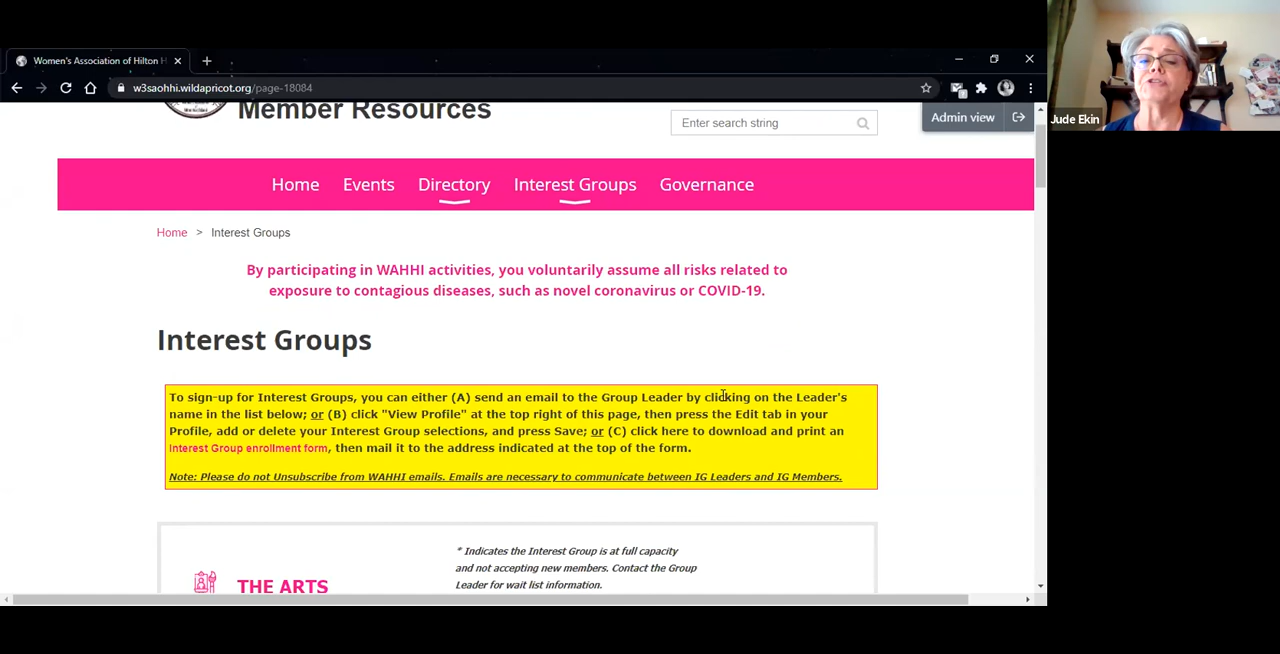 Women's Association of Hilton H
w3saohhi.wildapricot.org/page-18084
Member Resources
Enter search string
Admin view
Jude Ekin
Home Events Directory Interest Groups Governance
Home > Interest Groups
By participating in WAHHI activities, you voluntarily assume all risks related to
exposure to contagious diseases, such as novel coronavirus or COVID-19.
Interest Groups
To sign-up for Interest Groups, you can either (A) send an email to the Group Leader by clicking on the Leader's
name in the list below; or (B) click "View Profile" at the top right of this page, then press the Edit tab in your
Profile, add or delete your Interest Group selections, and press Save; or (C) click here to download and print an
Interest Group enrollment form, then mail it to the address indicated at the top of the form.
Note: Please do not Unsubscribe from WAHHI emails. Emails are necessary to communicate between IG Leaders and IG Members.
* Indicates the Interest Group is at full capacity
and not accepting new members. Contact the Group
Leader for wait list information.
THE ARTS